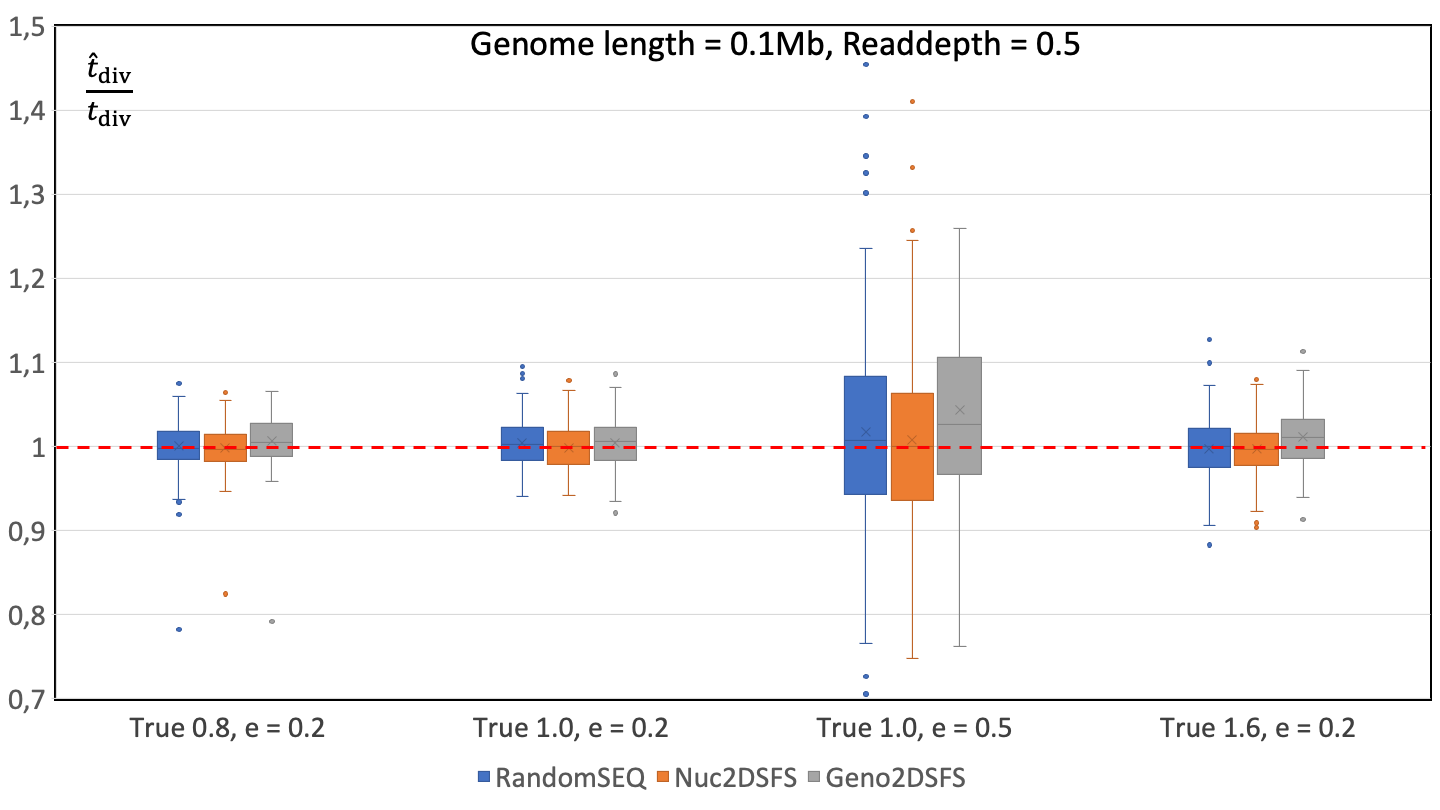 Genome length = 0.1Mb, Readdepth = 0.5
t̂div
tdiv
1,5
1,4
1,3
1,2
1,1
1
0,9
0,8
0,7
True 0.8, e = 0.2
True 1.0, e = 0.2
True 1.0, e = 0.5
True 1.6, e = 0.2
RandomSEQ Nuc2DSFS Geno2DSFS